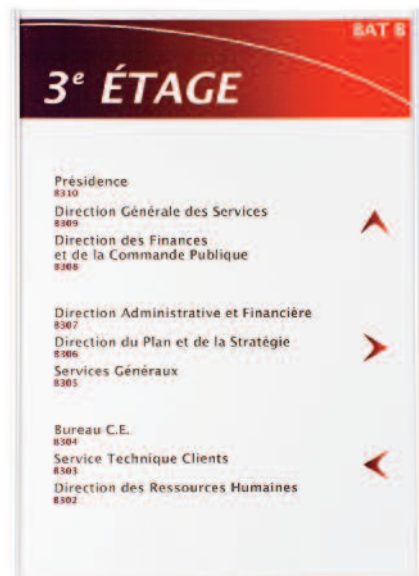 BAT B
3e ÉTAGE
Présidence
B310
Direction Générale des Services
B309
Direction des Finances
et de la Commande Publique
B308
Direction Administrative et Financière
B307
Direction du Plan et de la Stratégie
B306
Services Généraux
B305
Bureau C.E.
B304
Service Technique Clients
B303
Direction des Ressources Humaines
B302